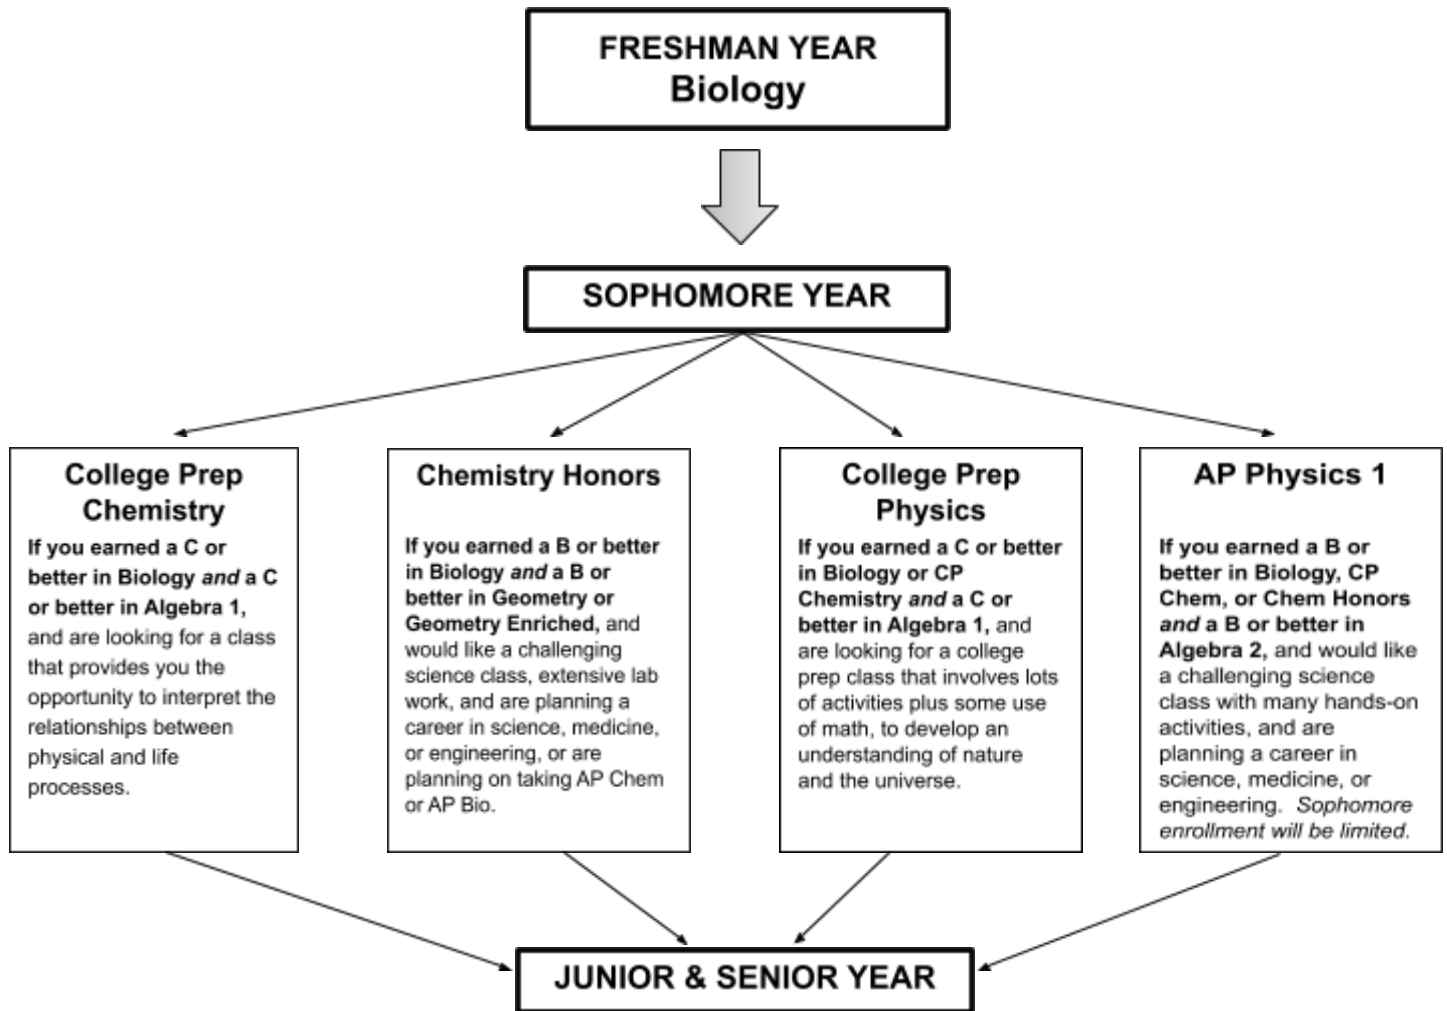 FRESHMAN YEAR
Biology
SOPHOMORE YEAR
College Prep
Chemistry
If you earned a C or
better in Biology and a C
or better in Algebra 1,
and are looking for a class
that provides you the
opportunity to interpret the
relationships between
physical and life
processes.
Chemistry Honors
If you earned a B or better
in Biology and a B or
better in Geometry or
Geometry Enriched, and
would like a challenging
science class, extensive lab
work, and are planning a
career in science, medicine,
or engineering, or are
planning on taking AP Chem
or AP Bio.
College Prep
Physics
If you earned a C or better
in Biology or CP
Chemistry and a C or
better in Algebra 1, and
are looking for a college
prep class that involves lots
of activities plus some use
of math, to develop an
understanding of nature
and the universe.
AP Physics 1
If you earned a B or
better in Biology, CP
Chem, or Chem Honors
and a B or better in
Algebra 2, and would like
a challenging science
class with many hands-on
activities, and are
planning a career in
science, medicine, or
engineering. Sophomore
enrollment will be limited.
JUNIOR & SENIOR YEAR